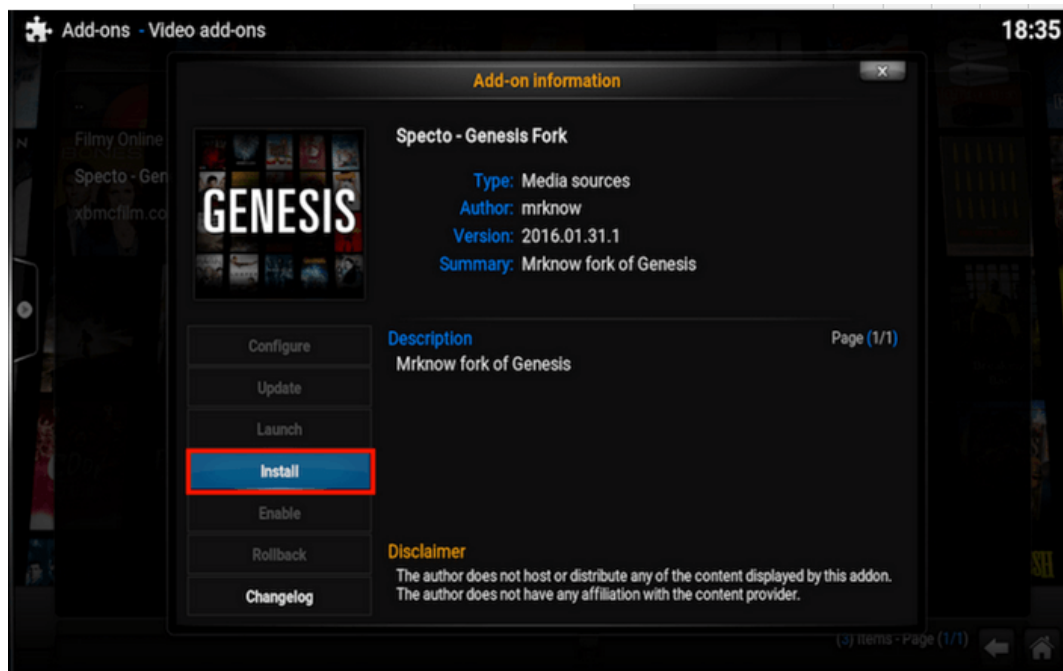 Add-ons - Video add-ons
18:35
Add-on information
x
Filmy Online
Specto - Gen
xbmcfilm.co
GENESIS
Specto - Genesis Fork
Type: Media sources
Author: mrknow
Version: 2016.01.31.1
Summary: Mrknow fork of Genesis
Configure
Update
Launch
Install
Enable
Rollback
Changelog
Description
Page (1/1)
Mrknow fork of Genesis
Disclaimer
The author does not host or distribute any of the content displayed by this addon.
The author does not have any affiliation with the content provider.
(3) Items - Page (1/1)